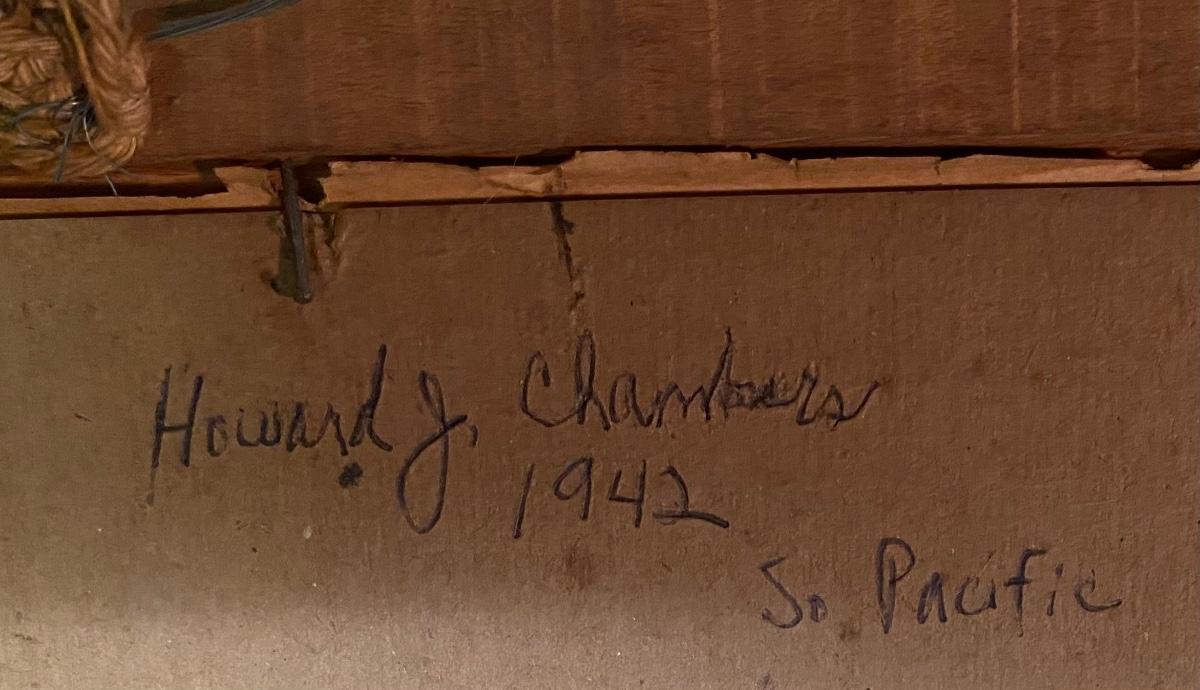 Howard J. Chambers
1942
So Pacific